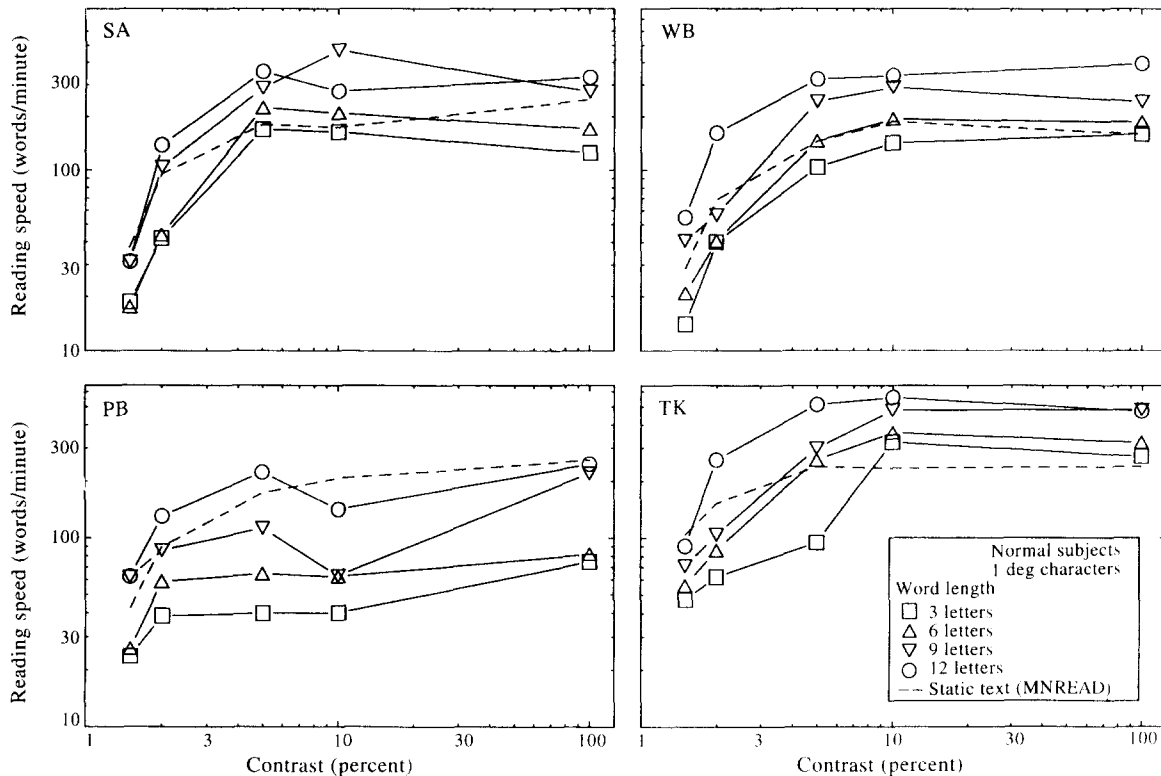 SA
WB
300
100
30
10
Reading speed (words/minute)
PB
TK
300
100
30
10
Reading speed (words/minute)
Normal subjects
1 deg characters
Word length
3 letters
6 letters
9 letters
12 letters
Static text (MNREAD)
1 3 10 30 100
1 3 10 30 100
Contrast (percent)
Contrast (percent)